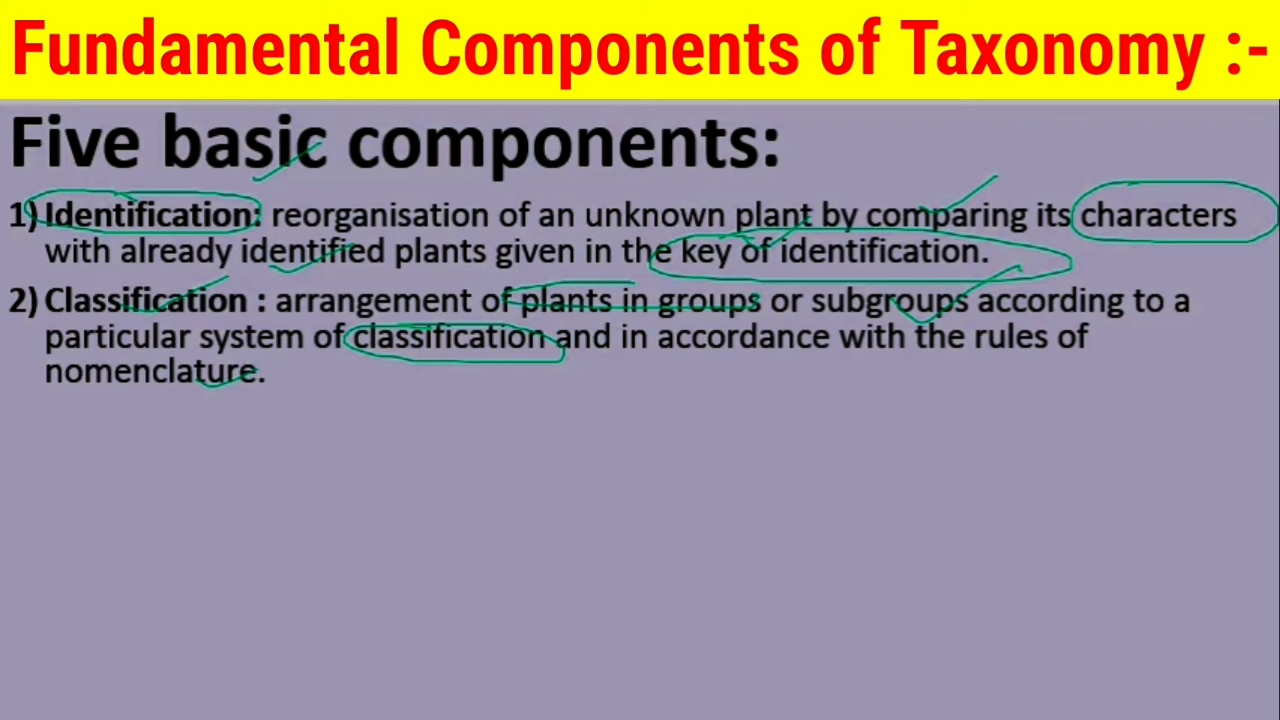 Fundamental Components of Taxonomy :-
Five basic components:
1) Identification: reorganisation of an unknown plant by comparing its characters
with already identified plants given in the key of identification.
2) Classification : arrangement of plants in groups or subgroups according to a
particular system of classification and in accordance with the rules of
nomenclature.